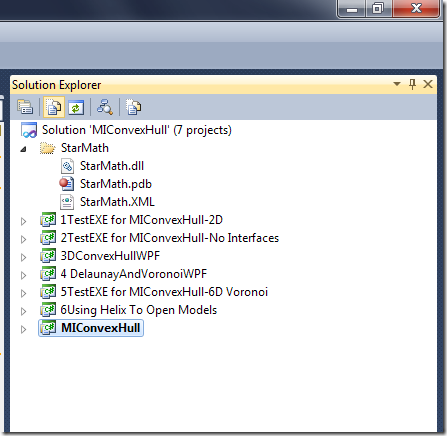 Solution Explorer
Solution 'MIConvexHull' (7 projects)
StarMath
StarMath.dll
StarMath.pdb
StarMath.XML
1TestEXE for MIConvexHull-2D
2TestEXE for MIConvexHull-No Interfaces
3DConvexHullWPF
4 DelaunayAndVoronoiWPF
5TestEXE for MIConvexHull-6D Voronoi
6Using Helix To Open Models
MIConvexHull